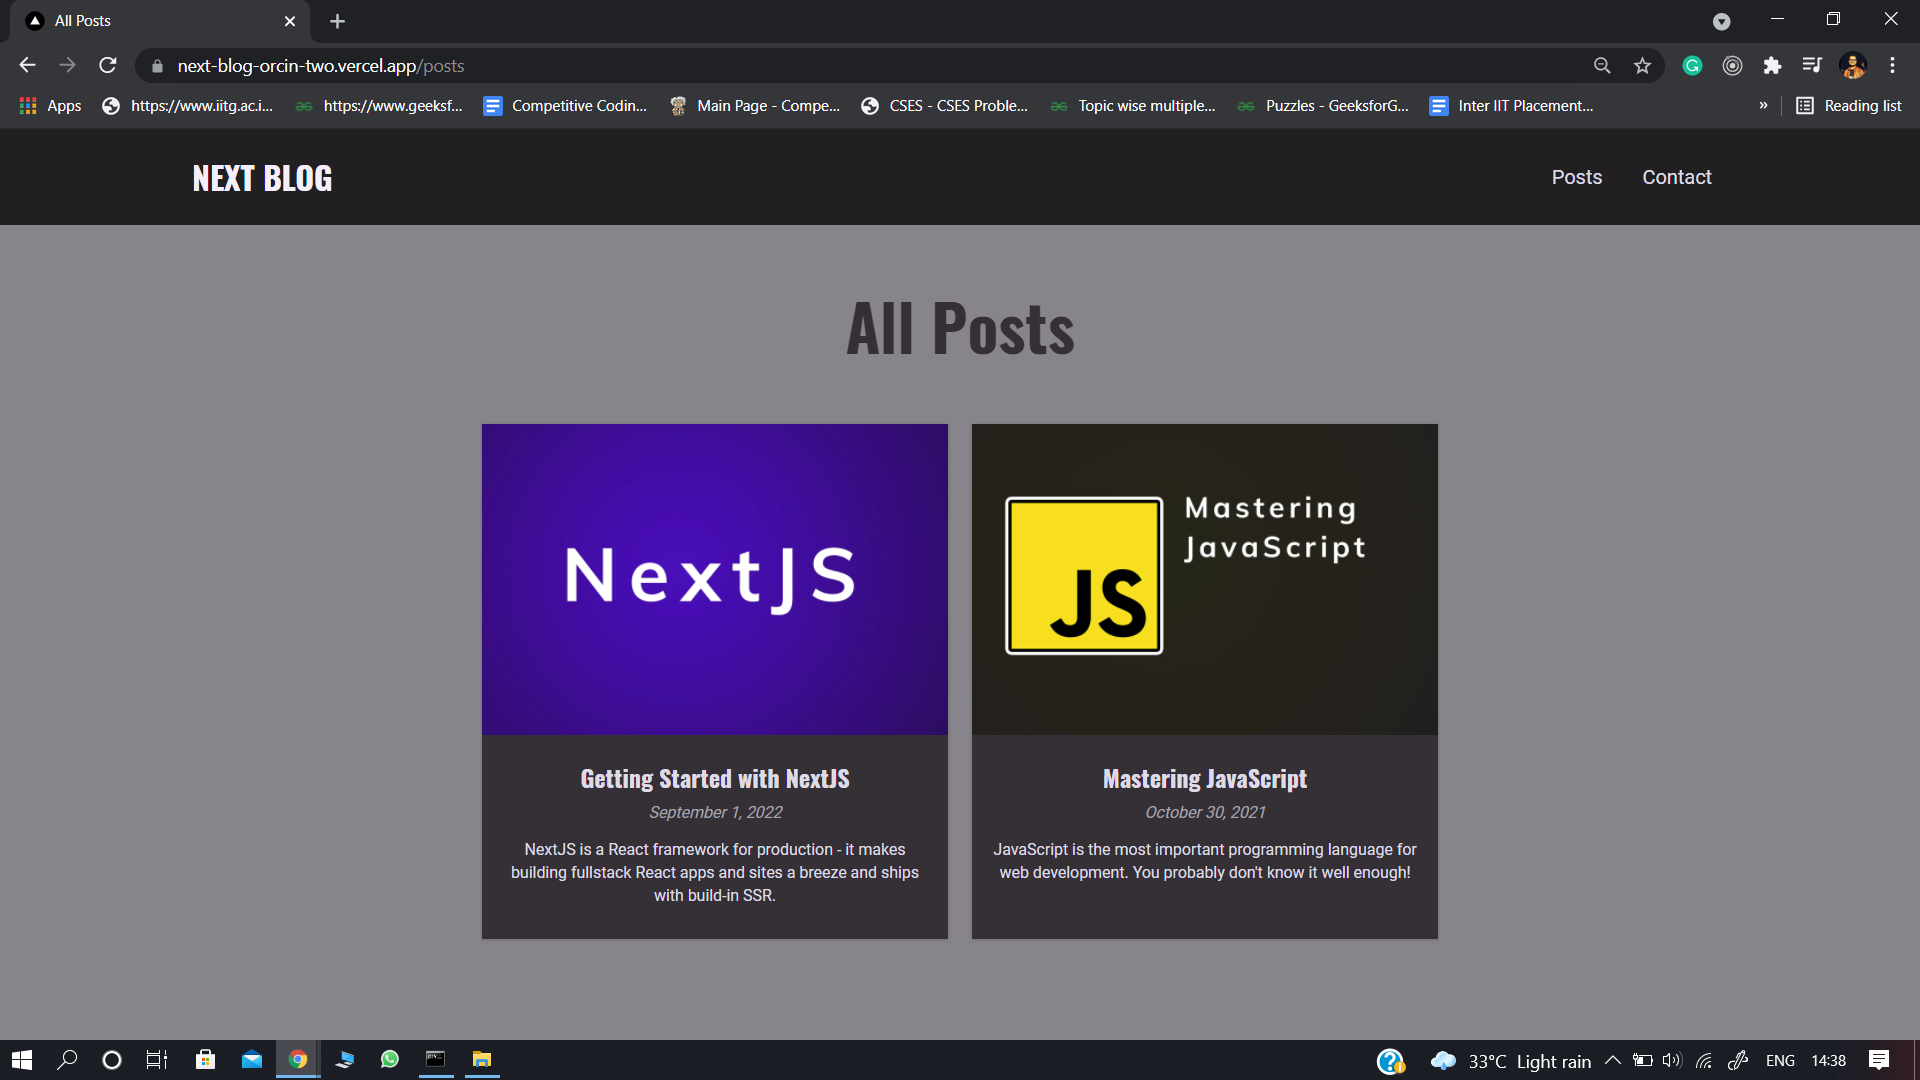 All Posts
next-blog-orcin-two.vercel.app/posts
Apps
https://www.iitg.ac.i...
https://www.geeksf...
Competitive Codin...
Main Page - Compe...
CSES - CSES Proble...
Topic wise multiple...
Puzzles - GeeksforG...
Inter IIT Placement...
»
Reading list
NEXT BLOG
Posts
Contact
All Posts
NextJS
Mastering
JavaScript
JS
Getting Started with NextJS
September 1, 2022
NextJS is a React framework for production - it makes
building fullstack React apps and sites a breeze and ships
with build-in SSR.
Mastering JavaScript
October 30, 2021
JavaScript is the most important programming language for
web development. You probably don't know it well enough!
33°C Light rain
ENG
14:38